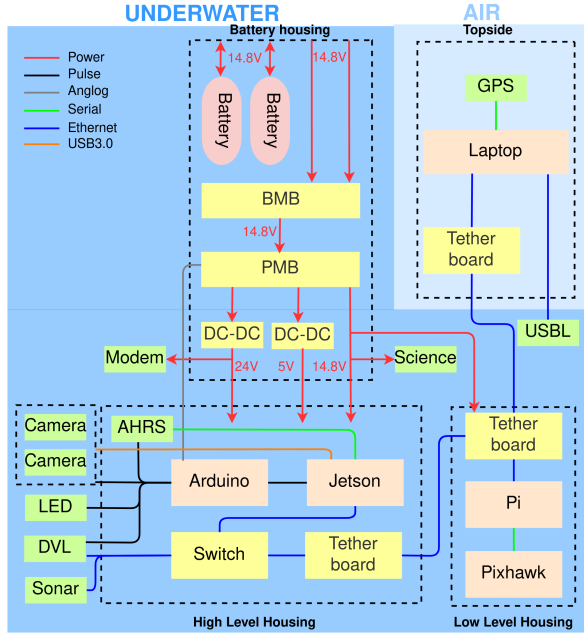 UNDERWATER
AIR
Battery housing
Topside
Power
Pulse
Anglog
Serial
Ethernet
USB3.0
14.8V
14.8V
Battery
Battery
GPS
Laptop
BMB
14.8V
Tether
board
PMB
DC-DC
DC-DC
USBL
Modem
24V
5V
14.8V
Science
Camera
AHRS
Tether
board
Camera
Arduino
Jetson
Pi
LED
DVL
Switch
Tether
board
Pixhawk
Sonar
High Level Housing
Low Level Housing